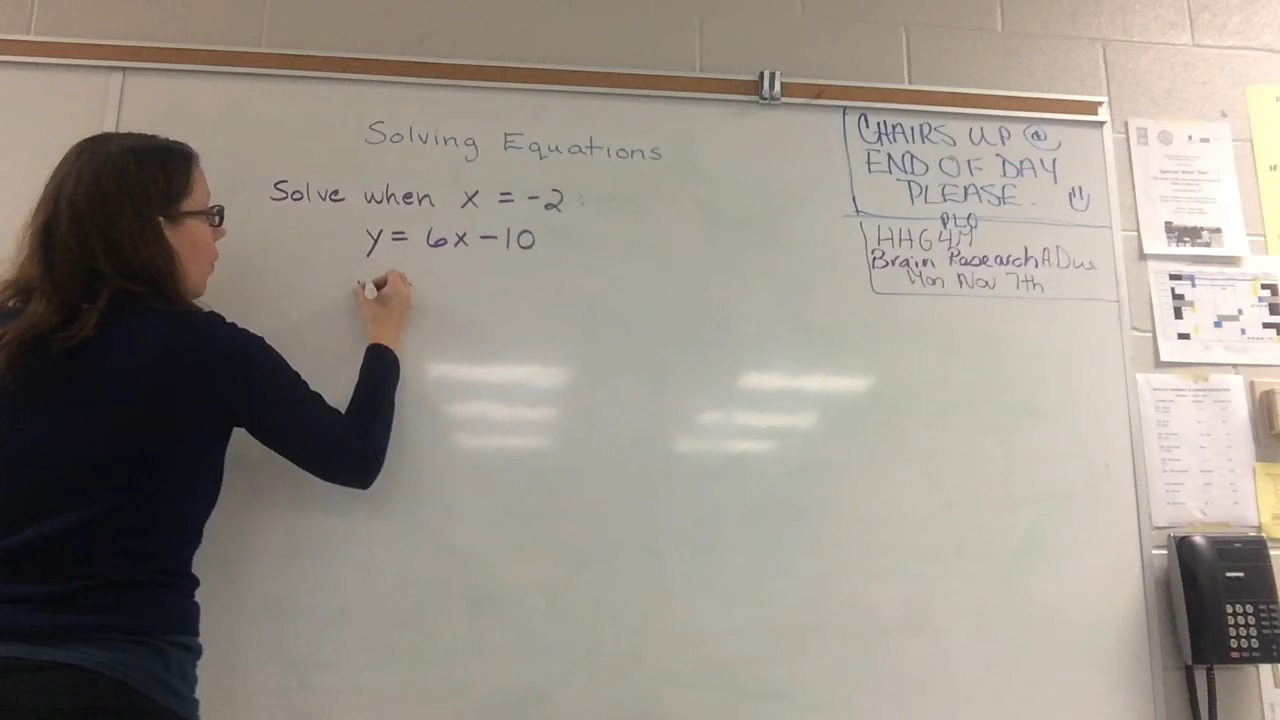 Solving Equations
Solve when x = -2 :
y = 6x - 10
CHAIRS UP @
END OF DAY
PLEASE.
PLO
HHG4M
Brain Research A. Due
Mon Nov 7th